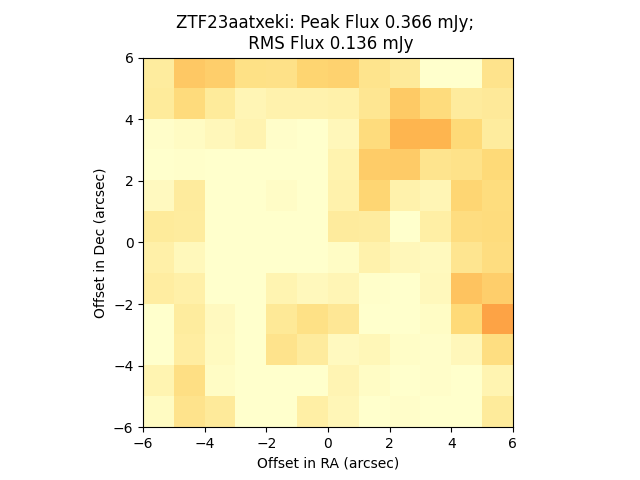 ZTF23aatxeki: Peak Flux 0.366 mJy;
RMS Flux 0.136 mJy
6
4
2
0
−2
−4
−6
Offset in Dec (arcsec)
−6 −4 −2 0 2 4 6
Offset in RA (arcsec)